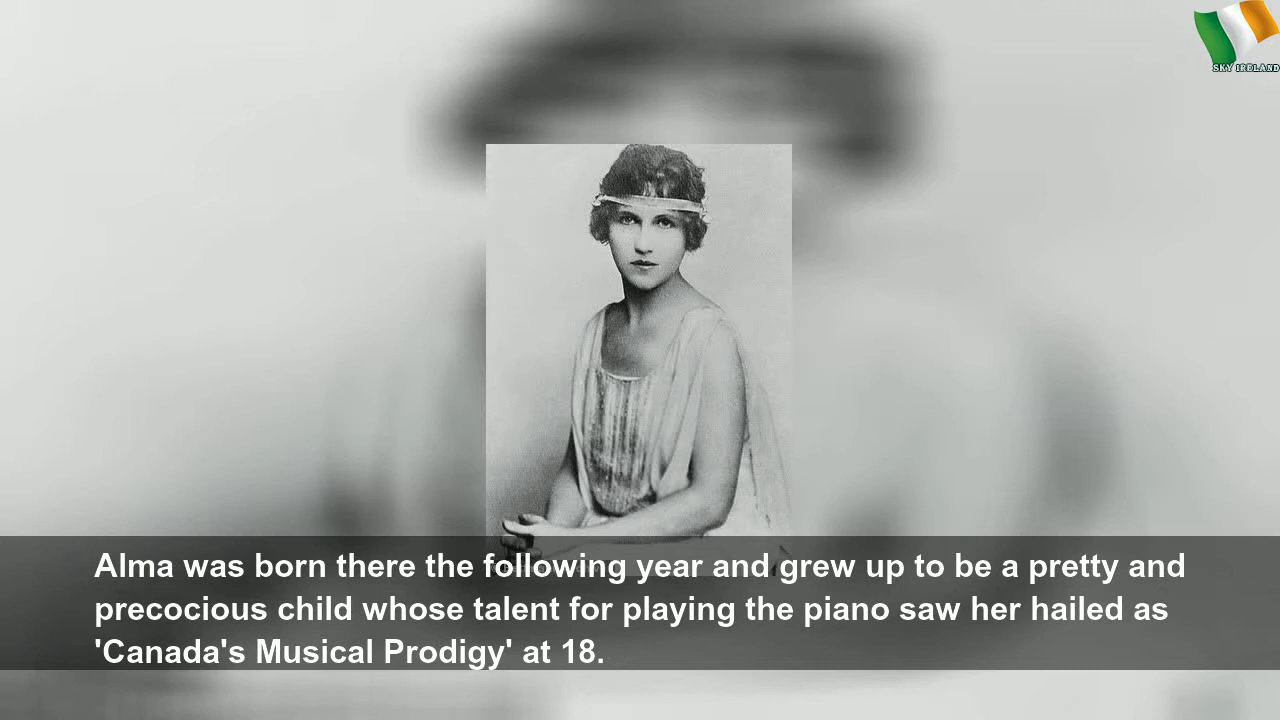 SKY IRELAND
Alma was born there the following year and grew up to be a pretty and
precocious child whose talent for playing the piano saw her hailed as
'Canada's Musical Prodigy' at 18.